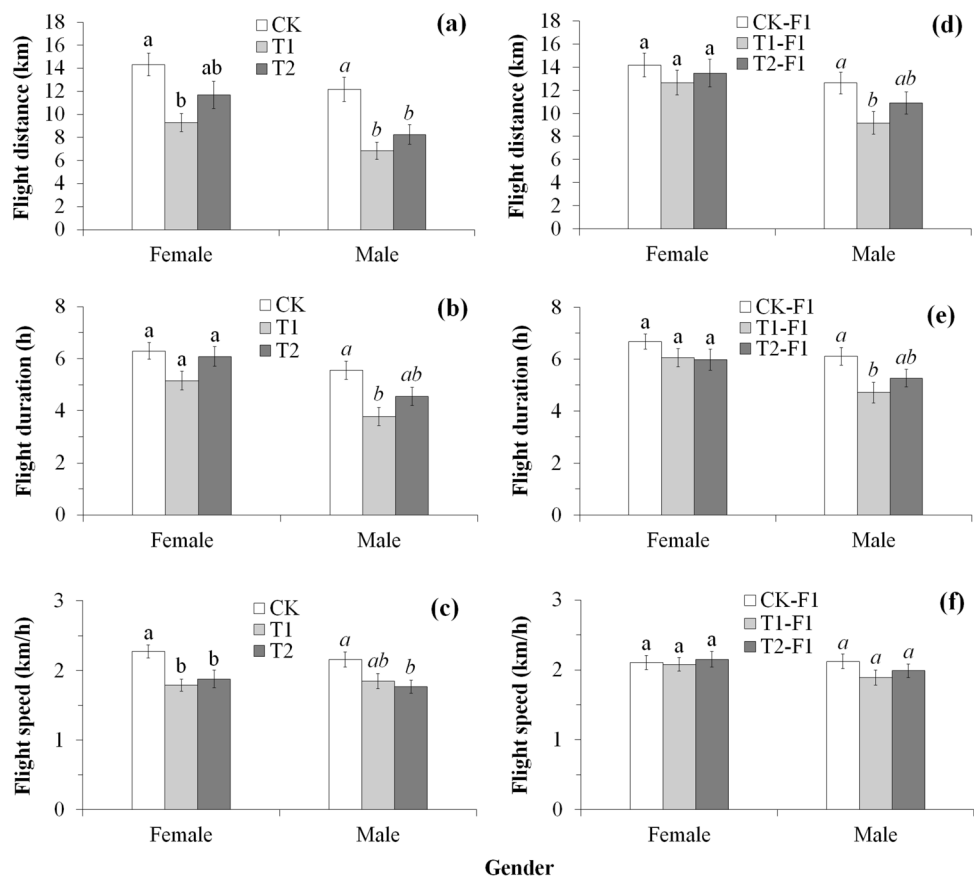 (a)
CK
T1
T2
Flight distance (km)
18
16
14
12
10
8
6
4
2
0
a
b
ab
a
b
b
Female
Male
(d)
CK-F1
T1-F1
T2-F1
Flight distance (km)
18
16
14
12
10
8
6
4
2
0
a
a
a
a
b
ab
Female
Male
(b)
CK
T1
T2
Flight duration (h)
8
6
4
2
0
a
a
a
a
b
ab
Female
Male
(e)
CK-F1
T1-F1
T2-F1
Flight duration (h)
8
6
4
2
0
a
a
a
a
b
ab
Female
Male
(c)
CK
T1
T2
Flight speed (km/h)
3
2
1
0
a
b
b
a
ab
b
Female
Male
(f)
CK-F1
T1-F1
T2-F1
Flight speed (km/h)
3
2
1
0
a
a
a
a
a
a
Female
Male
Gender